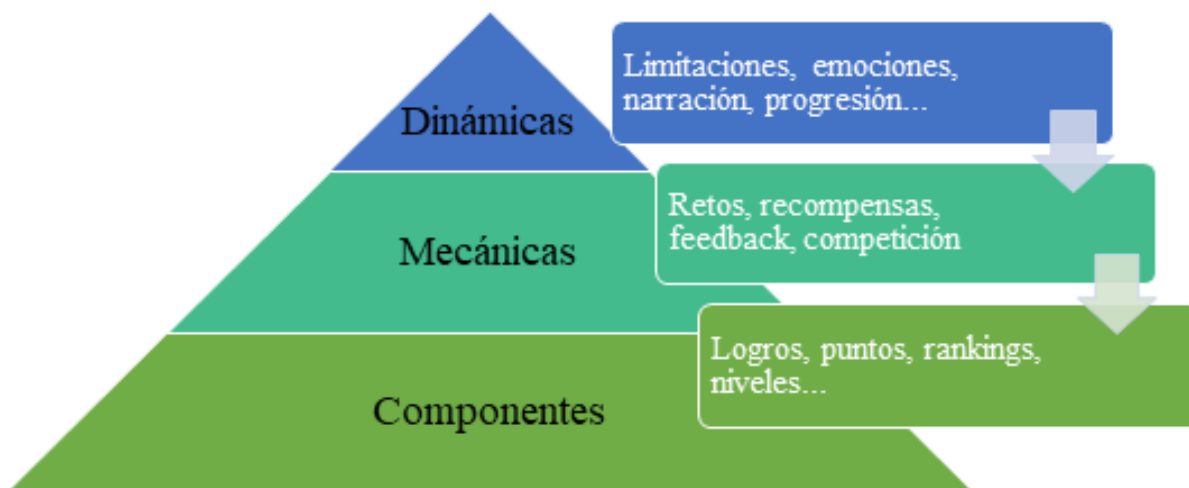 Dinámicas
Limitaciones, emociones,
narración, progresión...
Mecánicas
Retos, recompensas,
feedback, competición
Componentes
Logros, puntos, rankings,
niveles...